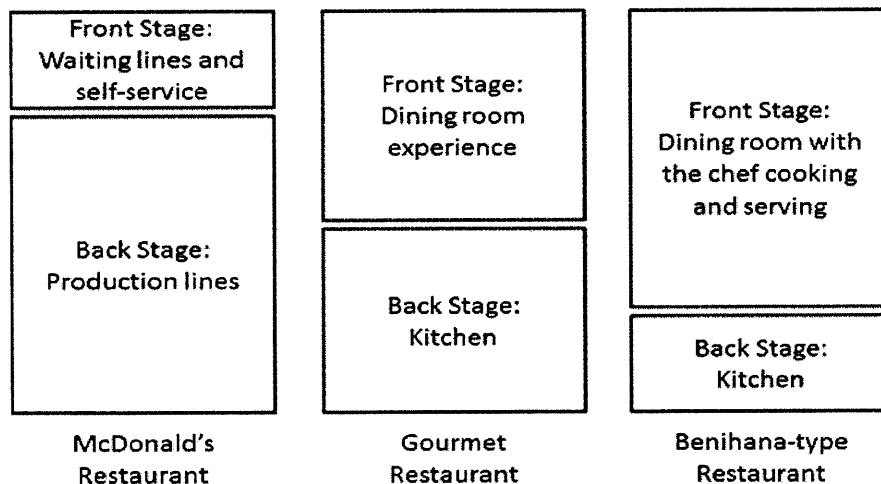 Front Stage:
Waiting lines and
self-service
Back Stage:
Production lines
McDonald's
Restaurant
Front Stage:
Dining room
experience
Back Stage:
Kitchen
Gourmet
Restaurant
Front Stage:
Dining room with
the chef cooking
and serving
Back Stage:
Kitchen
Benihana-type
Restaurant